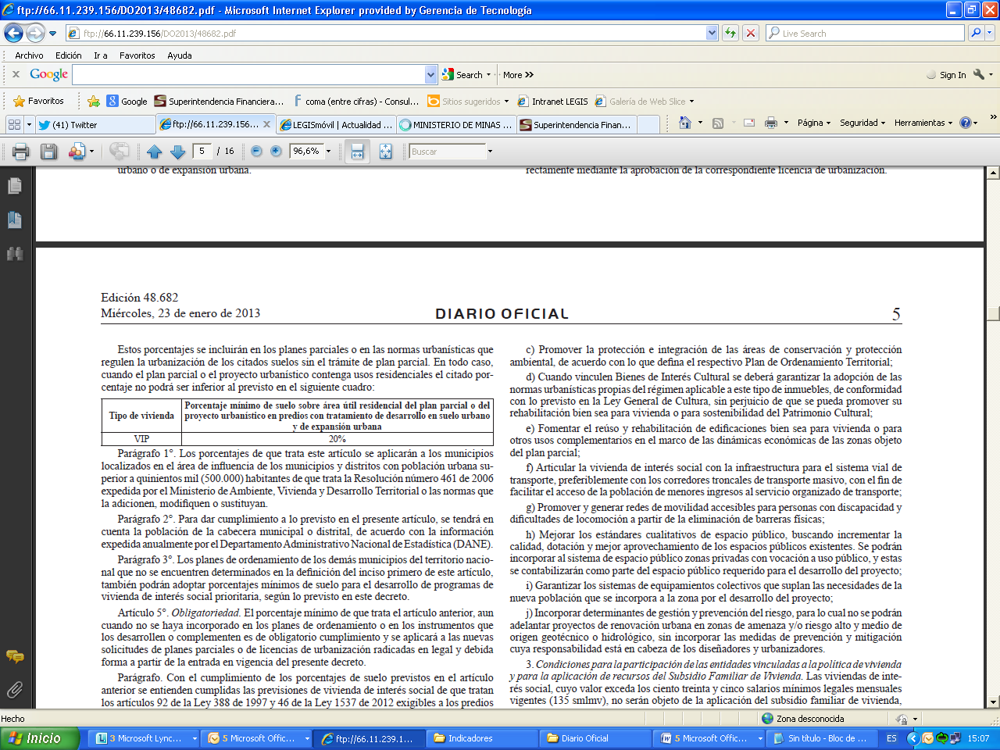 ftp://66.11.239.156/DO2013/48682.pdf - Microsoft Internet Explorer provided by Gerencia de Tecnología
ftp://66.11.239.156/DO2013/48682.pdf
Live Search
Archivo Edición Ir a Favoritos Ayuda
Google Search More Sign In
Favoritos Google Superintendencia Financiera... coma (entre cifras) - Consul... Sitios sugeridos Intranet LEGIS Galería de Web Slice
(41) Twitter ftp://66.11.239.156... LEGISmóvil | Actualidad ... MINISTERIO DE MINAS ... Superintendencia Finan... Página Seguridad Herramientas
5 / 16 96,6% Buscar
urbano o de expansión urbana.
rectamente mediante la aprobación de la correspondiente licencia de urbanización.
Edición 48.682
Miércoles, 23 de enero de 2013
DIARIO OFICIAL
5
Estos porcentajes se incluirán en los planes parciales o en las normas urbanísticas que
regulen la urbanización de los citados suelos sin el trámite de plan parcial. En todo caso,
cuando el plan parcial o el proyecto urbanístico contenga usos residenciales el citado por-
centaje no podrá ser inferior al previsto en el siguiente cuadro:
Tipo de vivienda
Porcentaje mínimo de suelo sobre área útil residencial del plan parcial o del
proyecto urbanístico en predios con tratamiento de desarrollo en suelo urbano
y de expansión urbana
VIP 20%
Parágrafo 1°. Los porcentajes de que trata este artículo se aplicarán a los municipios
localizados en el área de influencia de los municipios y distritos con población urbana su-
perior a quinientos mil (500.000) habitantes de que trata la Resolución número 461 de 2006
expedida por el Ministerio de Ambiente, Vivienda y Desarrollo Territorial o las normas que
la adicionen, modifiquen o sustituyan.
Parágrafo 2°. Para dar cumplimiento a lo previsto en el presente artículo, se tendrá en
cuenta la población de la cabecera municipal o distrital, de acuerdo con la información
expedida anualmente por el Departamento Administrativo Nacional de Estadística (DANE).
Parágrafo 3°. Los planes de ordenamiento de los demás municipios del territorio nacio-
nal que no se encuentren determinados en la definición del inciso primero de este artículo,
también podrán adoptar porcentajes mínimos de suelo para el desarrollo de programas de
vivienda de interés social prioritaria, según lo previsto en este decreto.
Artículo 5°. Obligatoriedad. El porcentaje mínimo de que trata el artículo anterior, aun
cuando no se haya incorporado en los planes de ordenamiento o en los instrumentos que
los desarrollen o complementen es de obligatorio cumplimiento y se aplicará a las nuevas
solicitudes de planes parciales o de licencias de urbanización radicadas en legal y debida
forma a partir de la entrada en vigencia del presente decreto.
Parágrafo. Con el cumplimiento de los porcentajes de suelo previstos en el artículo
anterior se entienden cumplidas las previsiones de vivienda de interés social de que tratan
los artículos 92 de la Ley 388 de 1997 y 46 de la Ley 1537 de 2012 exigibles a los predios
c) Promover la protección e integración de las áreas de conservación y protección
ambiental, de acuerdo con lo que defina el respectivo Plan de Ordenamiento Territorial;
d) Cuando vinculen Bienes de Interés Cultural se deberá garantizar la adopción de las
normas urbanísticas propias del régimen aplicable a este tipo de inmuebles, de conformidad
con lo previsto en la Ley General de Cultura, sin perjuicio de que se pueda promover su
rehabilitación bien sea para vivienda o para sostenibilidad del Patrimonio Cultural;
e) Fomentar el reúso y rehabilitación de edificaciones bien sea para vivienda o para
otros usos complementarios en el marco de las dinámicas económicas de las zonas objeto
del plan parcial;
f) Articular la vivienda de interés social con la infraestructura para el sistema vial de
transporte, preferiblemente con los corredores troncales de transporte masivo, con el fin de
facilitar el acceso de la población de menores ingresos al servicio organizado de transporte;
g) Promover y generar redes de movilidad accesibles para personas con discapacidad y
dificultades de locomoción a partir de la eliminación de barreras físicas;
h) Mejorar los estándares cualitativos de espacio público, buscando incrementar la
calidad, dotación y mejor aprovechamiento de los espacios públicos existentes. Se podrán
incorporar al sistema de espacio público zonas privadas con vocación a uso público, y estas
se contabilizarán como parte del espacio público requerido para el desarrollo del proyecto;
i) Garantizar los sistemas de equipamientos colectivos que suplan las necesidades de la
nueva población que se incorpora a la zona por el desarrollo del proyecto;
j) Incorporar determinantes de gestión y prevención del riesgo, para lo cual no se podrán
adelantar proyectos de renovación urbana en zonas de amenaza y/o riesgo alto y medio de
origen geotécnico o hidrológico, sin incorporar las medidas de prevención y mitigación
cuya responsabilidad está en cabeza de los diseñadores y urbanizadores.
3. Condiciones para la participación de las entidades vinculadas a la política de vivienda
y para la aplicación de recursos del Subsidio Familiar de Vivienda. Las viviendas de inte-
rés social, cuyo valor exceda los ciento treinta y cinco salarios mínimos legales mensuales
vigentes (135 smlmv), no serán objeto de la aplicación del subsidio familiar de vivienda,
Hecho Zona desconocida
Inicio 3 Microsoft Lync... 5 Microsoft Offic... ftp://66.11.239.1... Indicadores Diario Oficial 5 Microsoft Offic... Sin título - Bloc de ... ES 15:07